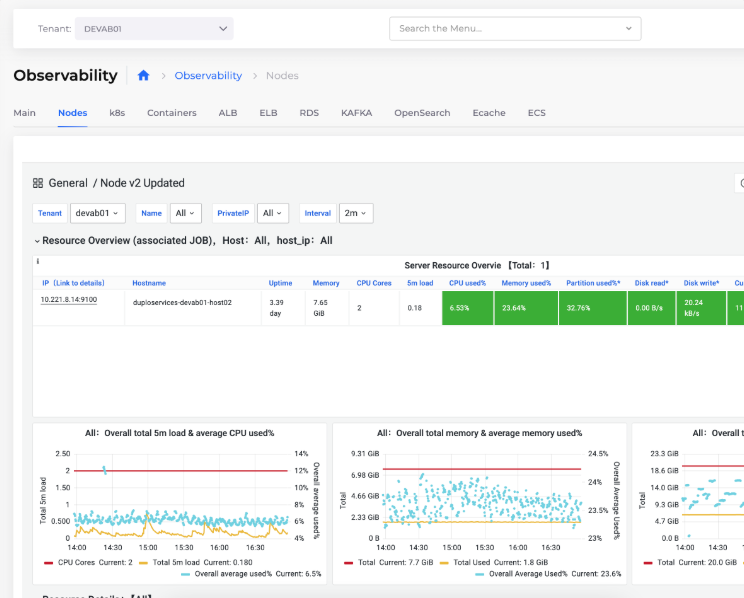 Tenant: DEVAB01 Search the Menu...
Observability Observability Nodes
Main Nodes k8s Containers ALB ELB RDS KAFKA OpenSearch Ecache ECS
General / Node v2 Updated
Tenant devab01 Name All PrivateIP All Interval 2m
Resource Overview (associated JOB), Host: All, host_ip: All
i
Server Resource Overvie 【Total: 1】
IP (Link to details) Hostname Uptime Memory CPU Cores 5m load CPU used% Memory used% Partition used%* Disk read* Disk write* Cu
10.221.8.14:9100 duploservices-devab01-host02 3.39 day 7.65 GiB 2 0.18 6.53% 23.64% 32.76% 0.00 B/s 20.24 kB/s 11
All: Overall total 5m load & average CPU used%
2.50
2
1.50
1
0.500
0
Total 5m load
14%
12%
10%
8%
6%
4%
Overall average used%
14:00 14:30 15:00 15:30 16:00 16:30
CPU Cores Current: 2 Total 5m load Current: 0.180
Overall average used% Current: 6.5%
All: Overall total memory & average memory used%
9.31 GiB
6.98 GiB
4.66 GiB
2.33 GiB
0 B
Total
24.5%
24%
23.5%
23%
Overall Average Used%
14:00 14:30 15:00 15:30 16:00 16:30
Total Current: 7.7 GiB Total Used Current: 1.8 GiB
Overall Average Used% Current: 23.6%
All: Overall t
23.3 GiB
18.6 GiB
14.0 GiB
9.3 GiB
4.7 GiB
0.0 B
Total
14:00 14:30
Total Current: 20.0 GiB